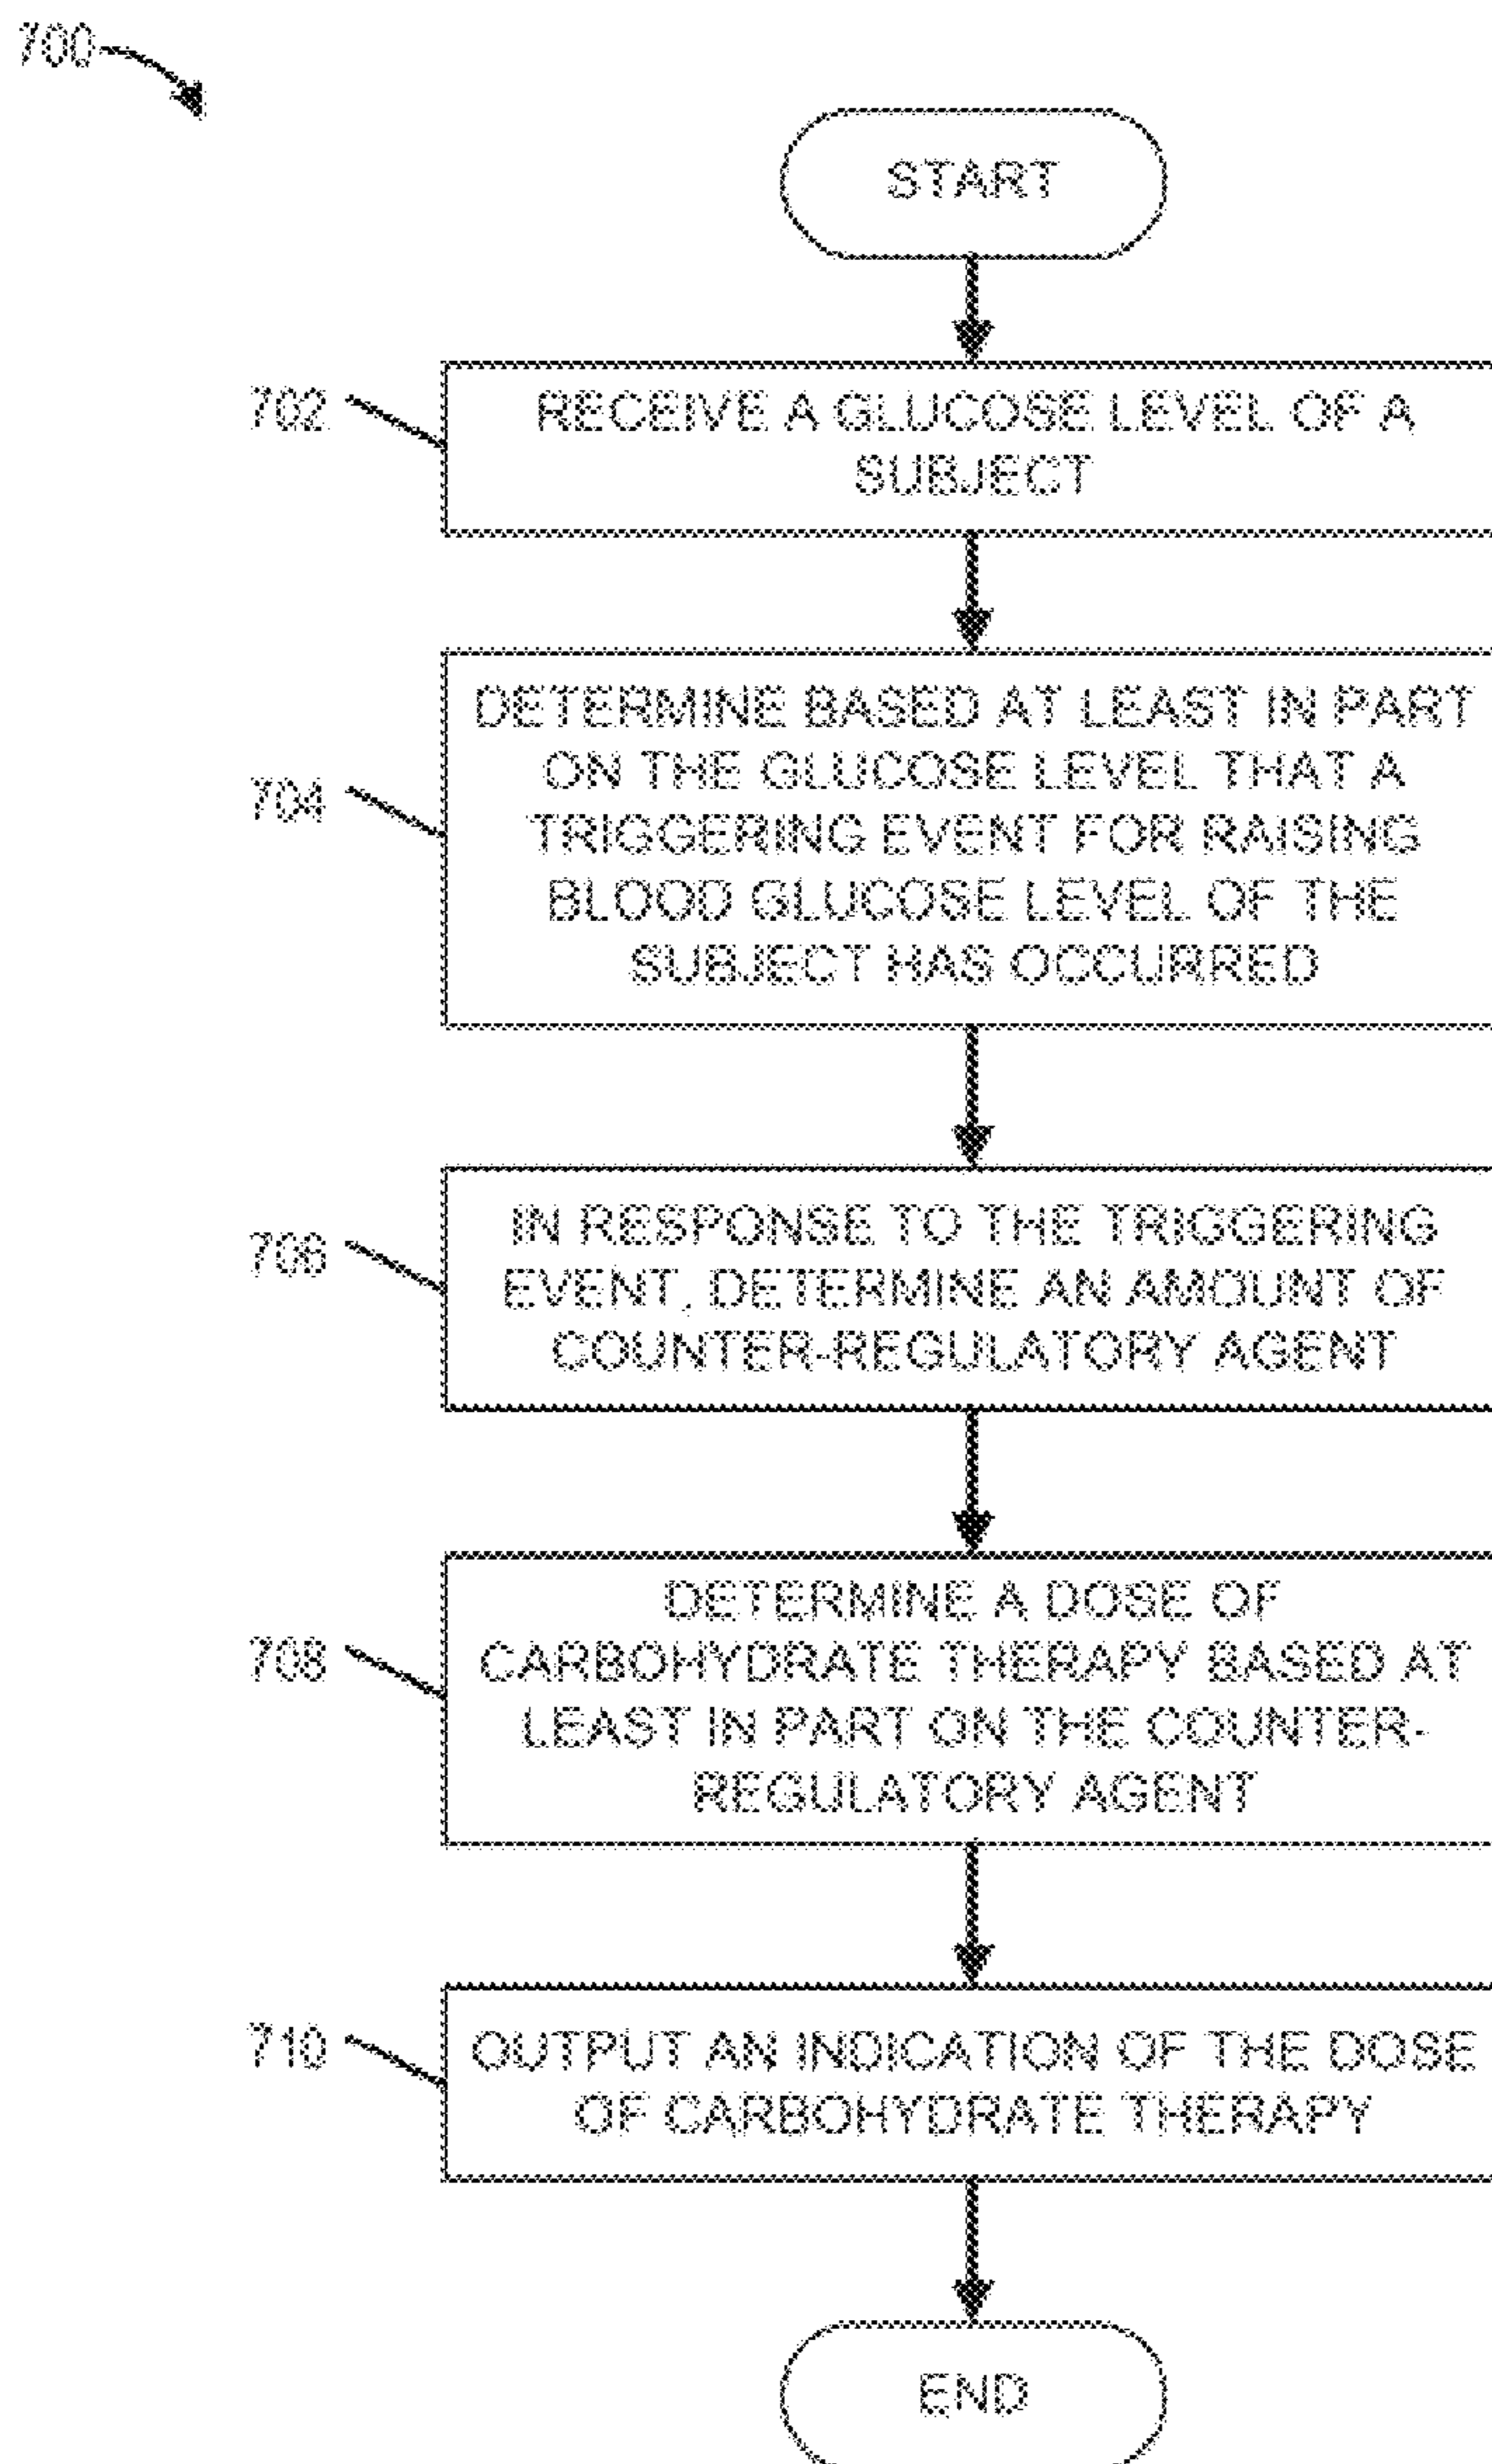 700
START
702
RECEIVE A GLUCOSE LEVEL OF A
SUBJECT
704
DETERMINE BASED AT LEAST IN PART
ON THE GLUCOSE LEVEL THAT A
TRIGGERING EVENT FOR RAISING
BLOOD GLUCOSE LEVEL OF THE
SUBJECT HAS OCCURRED
706
IN RESPONSE TO THE TRIGGERING
EVENT, DETERMINE AN AMOUNT OF
COUNTER-REGULATORY AGENT
708
DETERMINE A DOSE OF
CARBOHYDRATE THERAPY BASED AT
LEAST IN PART ON THE COUNTER-
REGULATORY AGENT
710
OUTPUT AN INDICATION OF THE DOSE
OF CARBOHYDRATE THERAPY
END